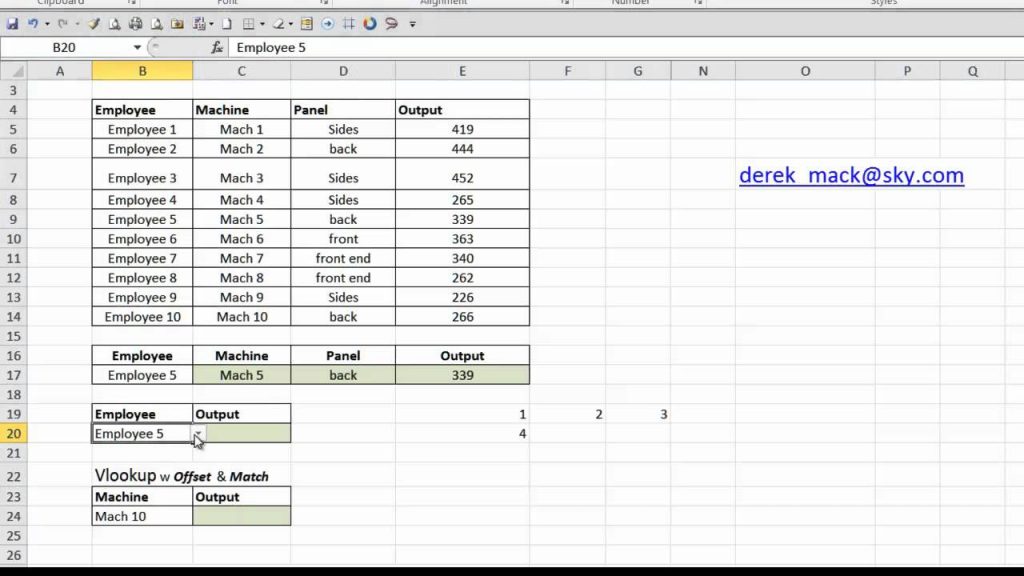 Clipboard Font Alignment Number Styles
B20 fx Employee 5
A B C D E F G N O P Q
3
4 Employee Machine Panel Output
5 Employee 1 Mach 1 Sides 419
6 Employee 2 Mach 2 back 444
7 Employee 3 Mach 3 Sides 452 derek_mack@sky.com
8 Employee 4 Mach 4 Sides 265
9 Employee 5 Mach 5 back 339
10 Employee 6 Mach 6 front 363
11 Employee 7 Mach 7 front end 340
12 Employee 8 Mach 8 front end 262
13 Employee 9 Mach 9 Sides 226
14 Employee 10 Mach 10 back 266
15
16 Employee Machine Panel Output
17 Employee 5 Mach 5 back 339
18
19 Employee Output 1 2 3
20 Employee 5 4
21
22 Vlookup w Offset & Match
23 Machine Output
24 Mach 10
25
26